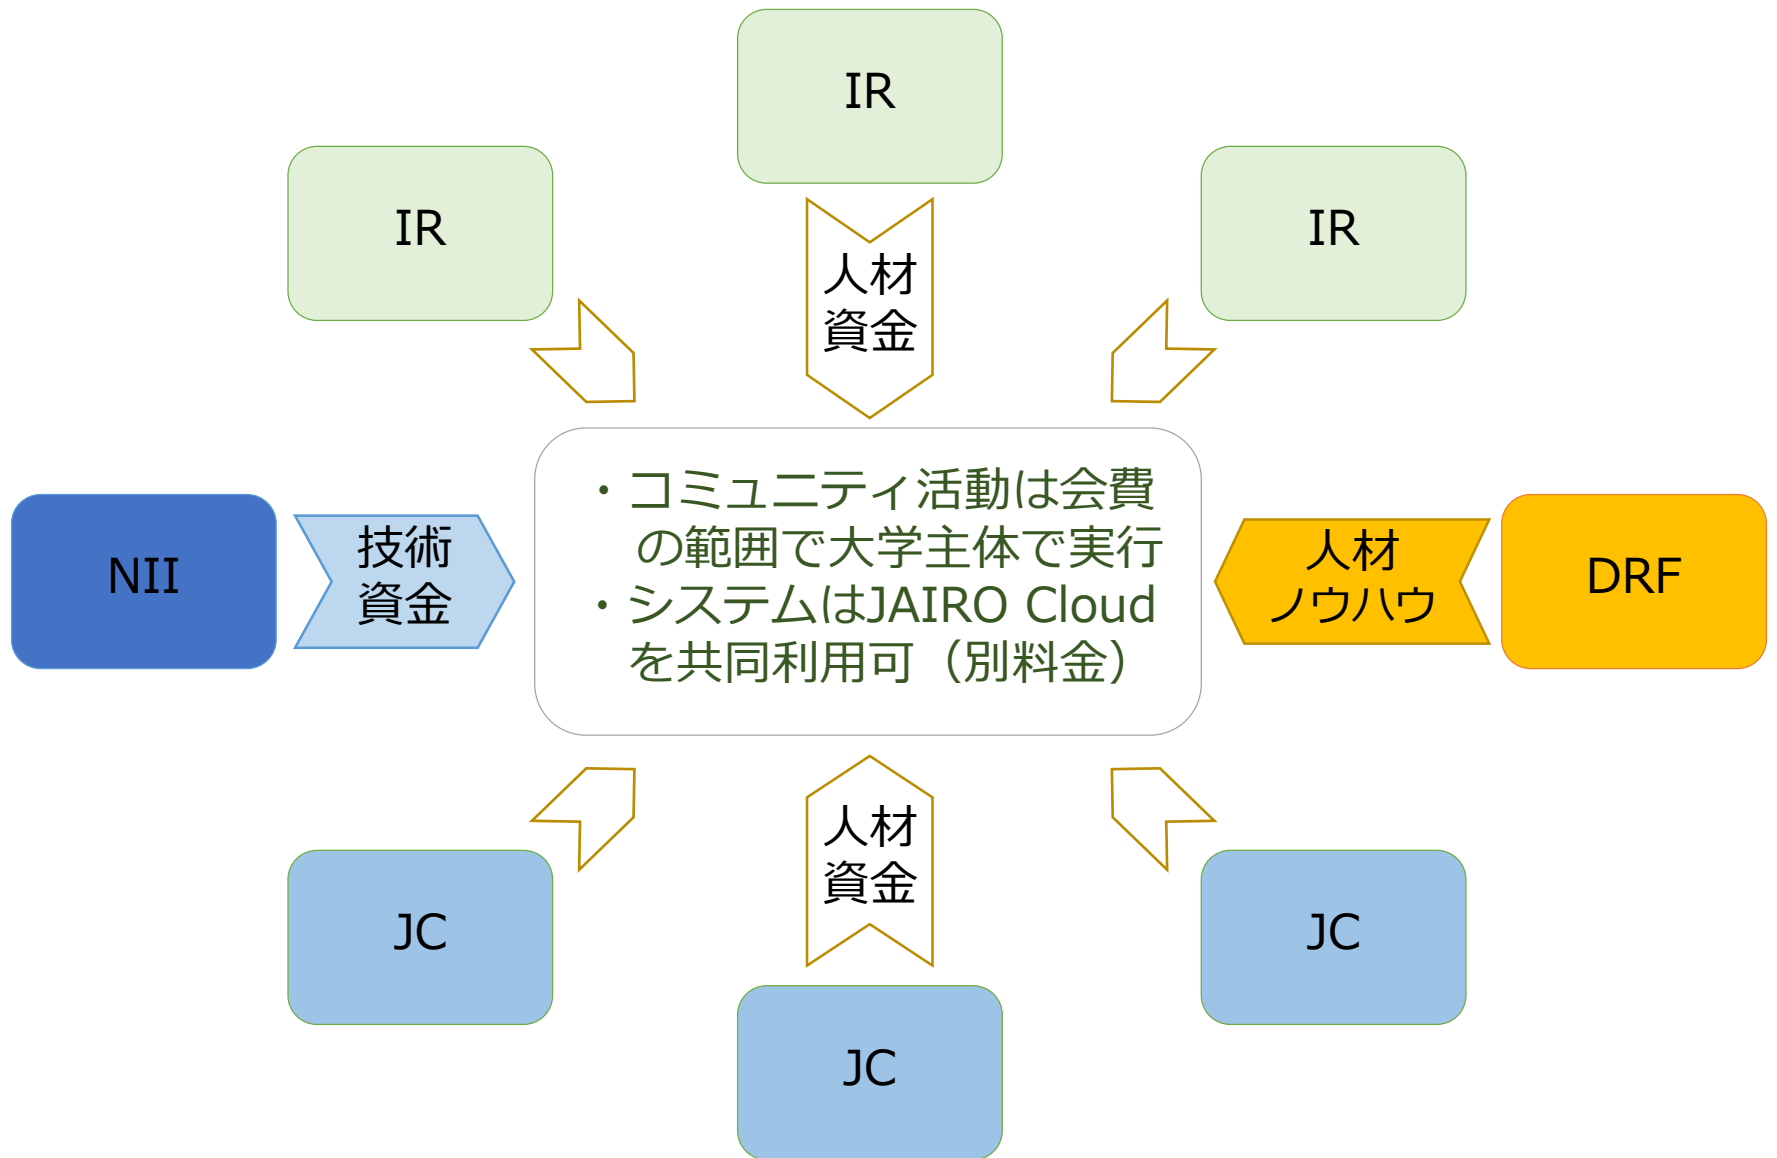 IR
IR
IR
人材
資金
NII
技術
資金
・コミュニティ活動は会費
の範囲で大学主体で実行
・システムはJAIRO Cloud
を共同利用可（別料金）
人材
ノウハウ
DRF
人材
資金
JC
JC
JC